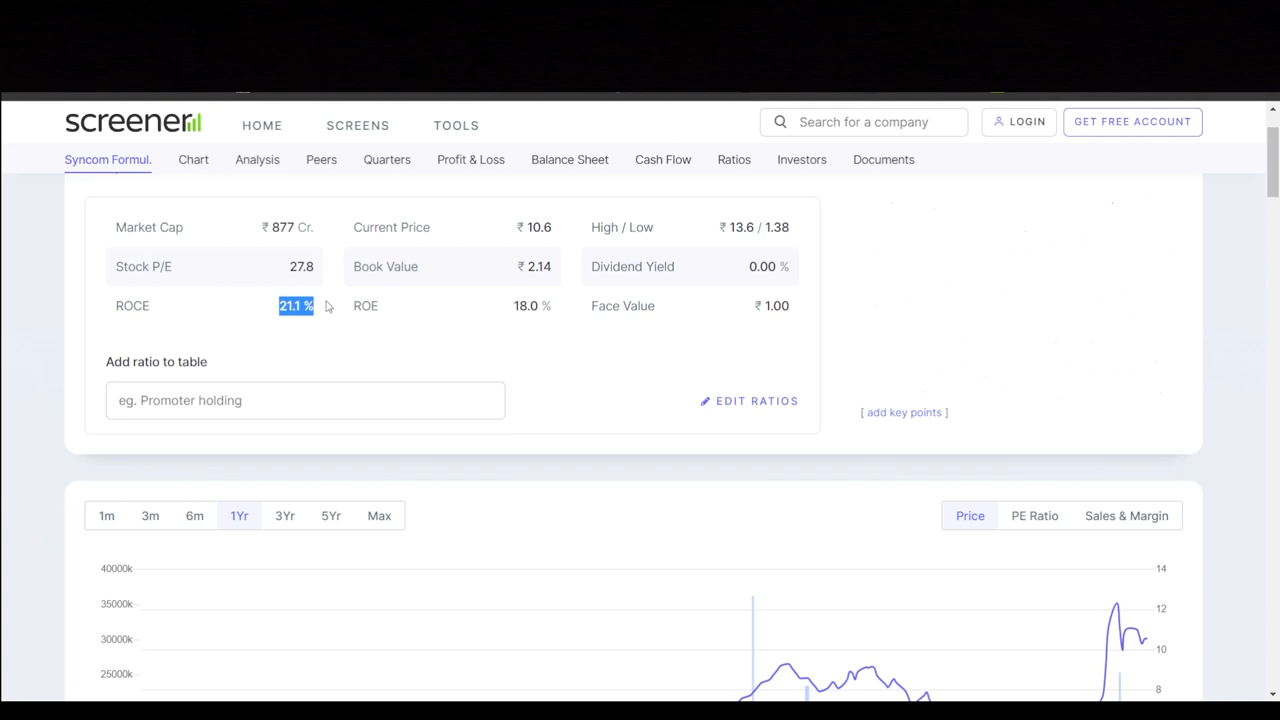 screener
HOME SCREENS TOOLS
Search for a company
LOGIN
GET FREE ACCOUNT
Syncom Formul. Chart Analysis Peers Quarters Profit & Loss Balance Sheet Cash Flow Ratios Investors Documents
Market Cap ₹ 877 Cr. Current Price ₹ 10.6 High / Low ₹ 13.6 / 1.38
Stock P/E 27.8 Book Value ₹ 2.14 Dividend Yield 0.00 %
ROCE 21.1 % ROE 18.0 % Face Value ₹ 1.00
Add ratio to table
eg. Promoter holding
EDIT RATIOS
[ add key points ]
1m 3m 6m 1Yr 3Yr 5Yr Max
Price PE Ratio Sales & Margin
40000k 14
35000k 12
30000k 10
25000k 8